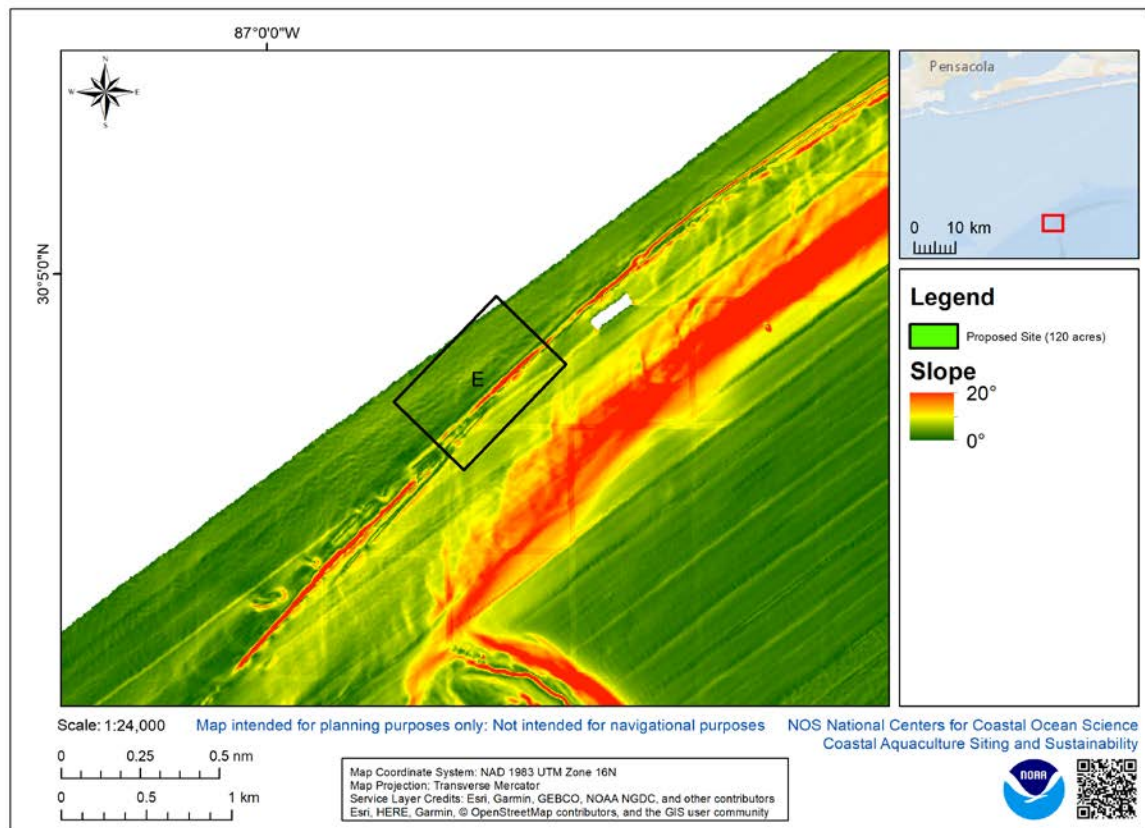 87°0'0"W
N
W
E
S
30°5'0"N
E
Pensacola
0 10 km
Legend
Proposed Site (120 acres)
Slope
20°
0°
Scale: 1:24,000
Map intended for planning purposes only: Not intended for navigational purposes
NOS National Centers for Coastal Ocean Science
Coastal Aquaculture Siting and Sustainability
0 0.25 0.5 nm
0 0.5 1 km
Map Coordinate System: NAD 1983 UTM Zone 16N
Map Projection: Transverse Mercator
Service Layer Credits: Esri, Garmin, GEBCO, NOAA NGDC, and other contributors
Esri, HERE, Garmin, © OpenStreetMap contributors, and the GIS user community
NOAA